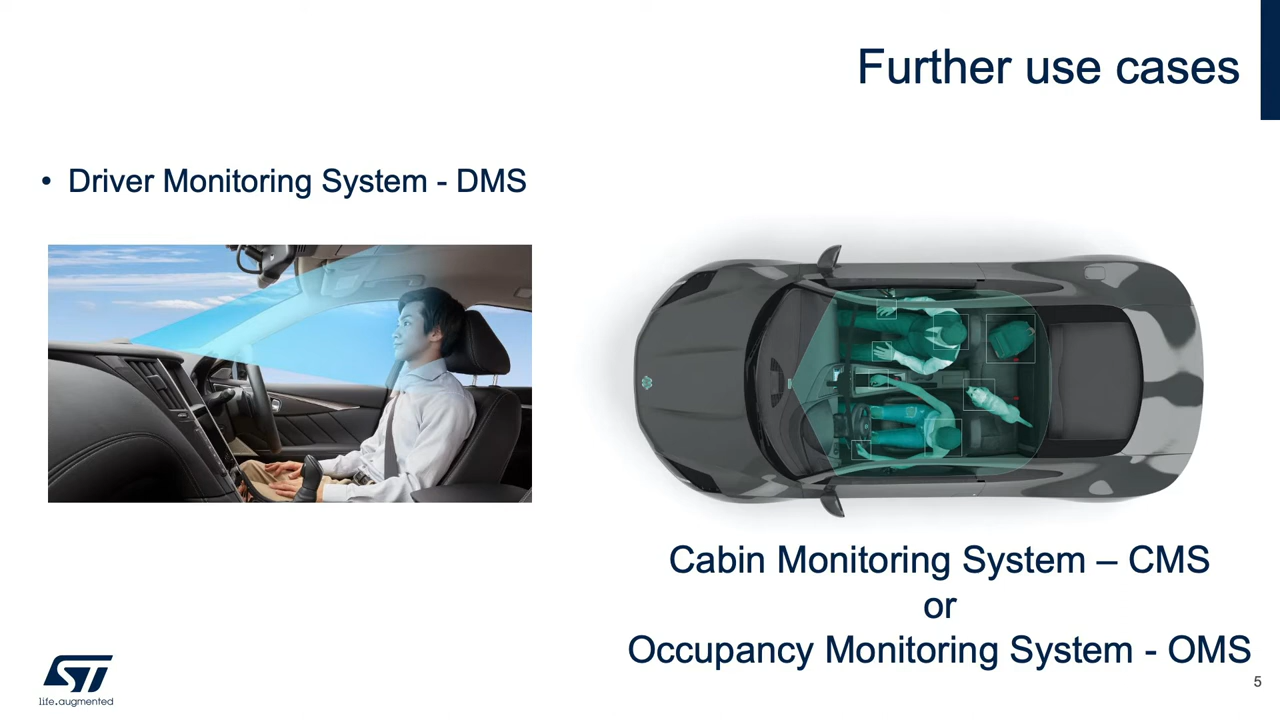 Further use cases
• Driver Monitoring System - DMS
Cabin Monitoring System – CMS
or
Occupancy Monitoring System - OMS
ST
life.augmented
5